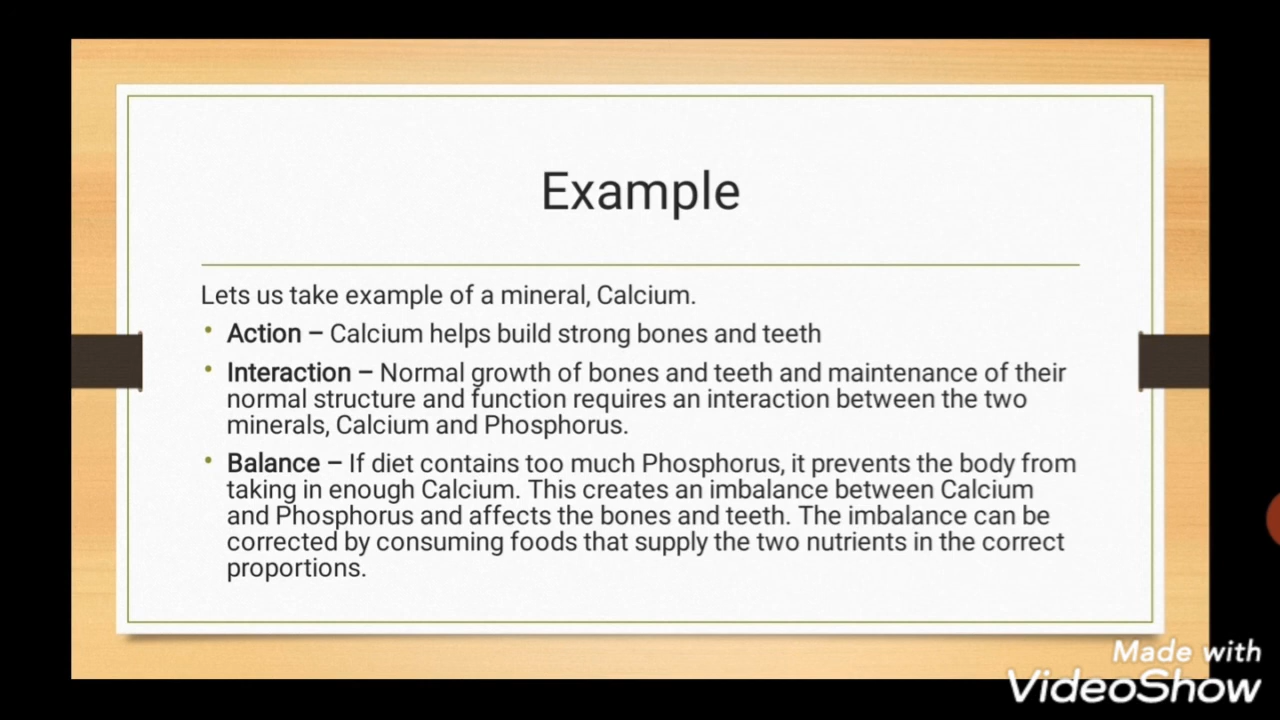 Example
Lets us take example of a mineral, Calcium.
• Action – Calcium helps build strong bones and teeth
• Interaction – Normal growth of bones and teeth and maintenance of their
normal structure and function requires an interaction between the two
minerals, Calcium and Phosphorus.
• Balance – If diet contains too much Phosphorus, it prevents the body from
taking in enough Calcium. This creates an imbalance between Calcium
and Phosphorus and affects the bones and teeth. The imbalance can be
corrected by consuming foods that supply the two nutrients in the correct
proportions.
Made with
VideoShow